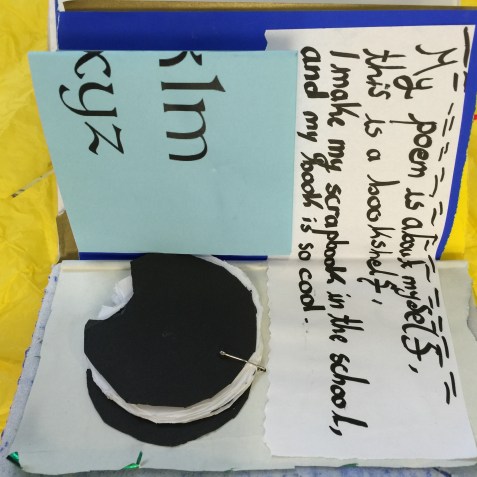 My poem is about myself,
this is a bookshelf,
I make my scrapbook in the school,
and my book is so cool..
klm
xyz